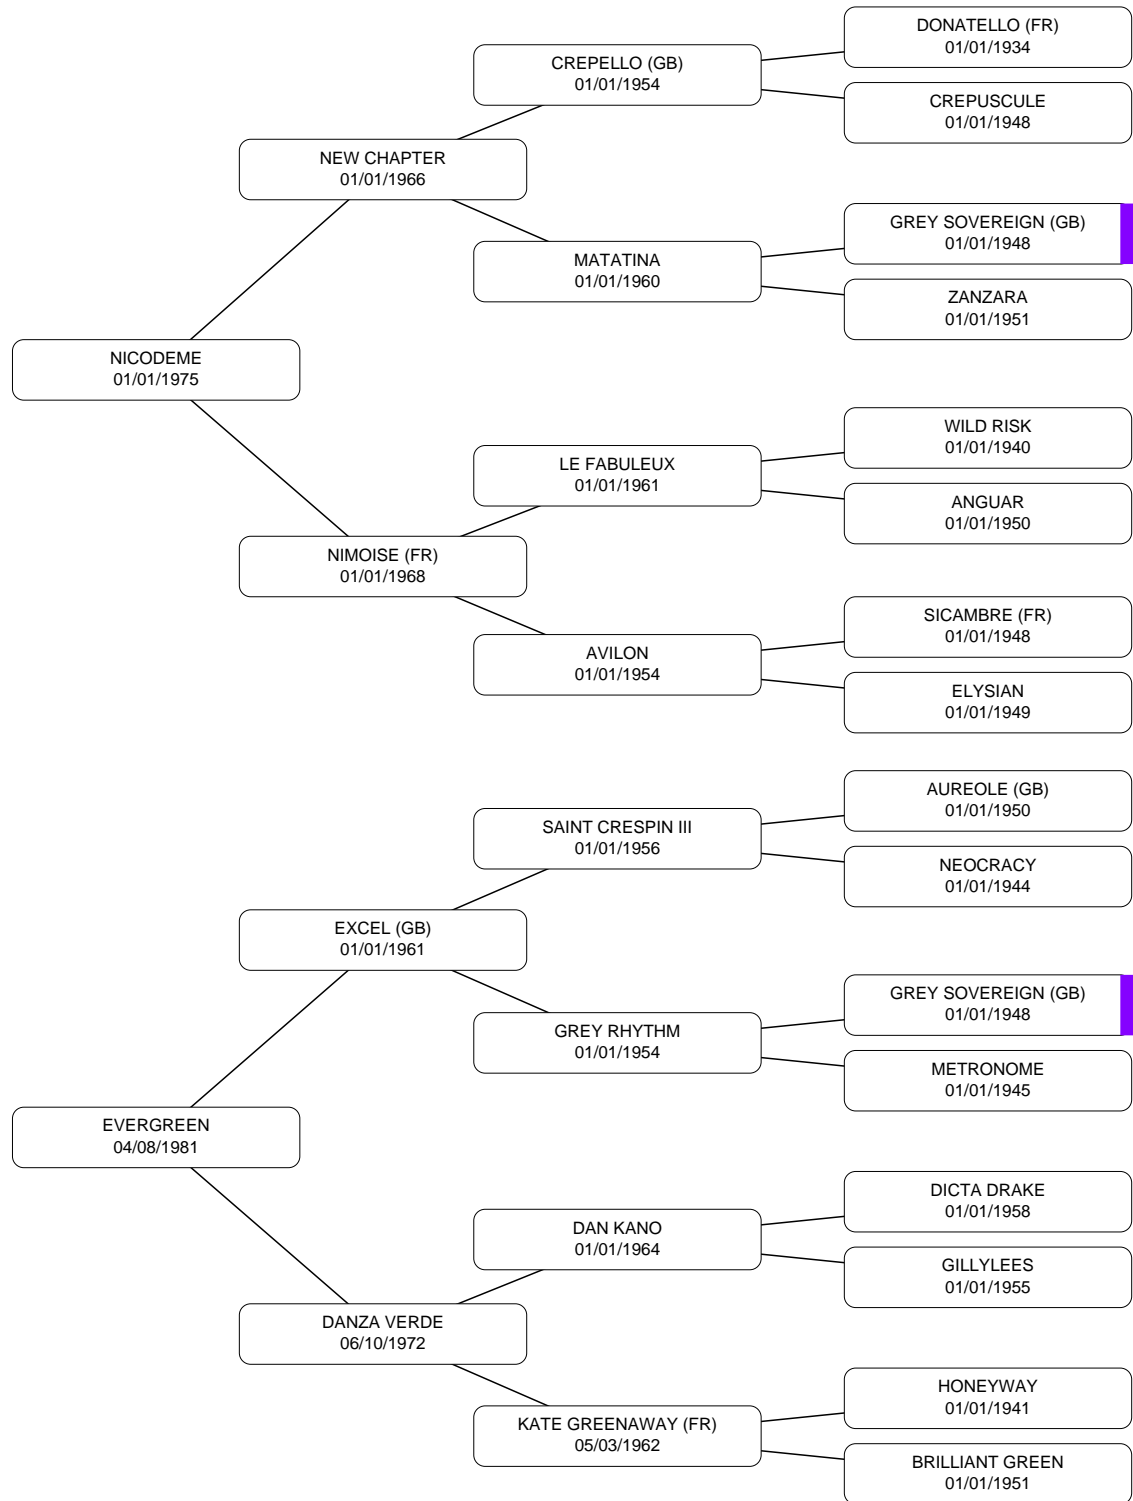 DONATELLO (FR)
01/01/1934
CREPELLO (GB)
01/01/1954
CREPUSCULE
01/01/1948
NEW CHAPTER
01/01/1966
GREY SOVEREIGN (GB)
01/01/1948
MATATINA
01/01/1960
ZANZARA
01/01/1951
NICODEME
01/01/1975
WILD RISK
01/01/1940
LE FABULEUX
01/01/1961
ANGUAR
01/01/1950
NIMOISE (FR)
01/01/1968
SICAMBRE (FR)
01/01/1948
AVILON
01/01/1954
ELYSIAN
01/01/1949
AUREOLE (GB)
01/01/1950
SAINT CRESPIN III
01/01/1956
NEOCRACY
01/01/1944
EXCEL (GB)
01/01/1961
GREY SOVEREIGN (GB)
01/01/1948
GREY RHYTHM
01/01/1954
METRONOME
01/01/1945
EVERGREEN
04/08/1981
DICTA DRAKE
01/01/1958
DAN KANO
01/01/1964
GILLYLEES
01/01/1955
DANZA VERDE
06/10/1972
HONEYWAY
01/01/1941
KATE GREENAWAY (FR)
05/03/1962
BRILLIANT GREEN
01/01/1951